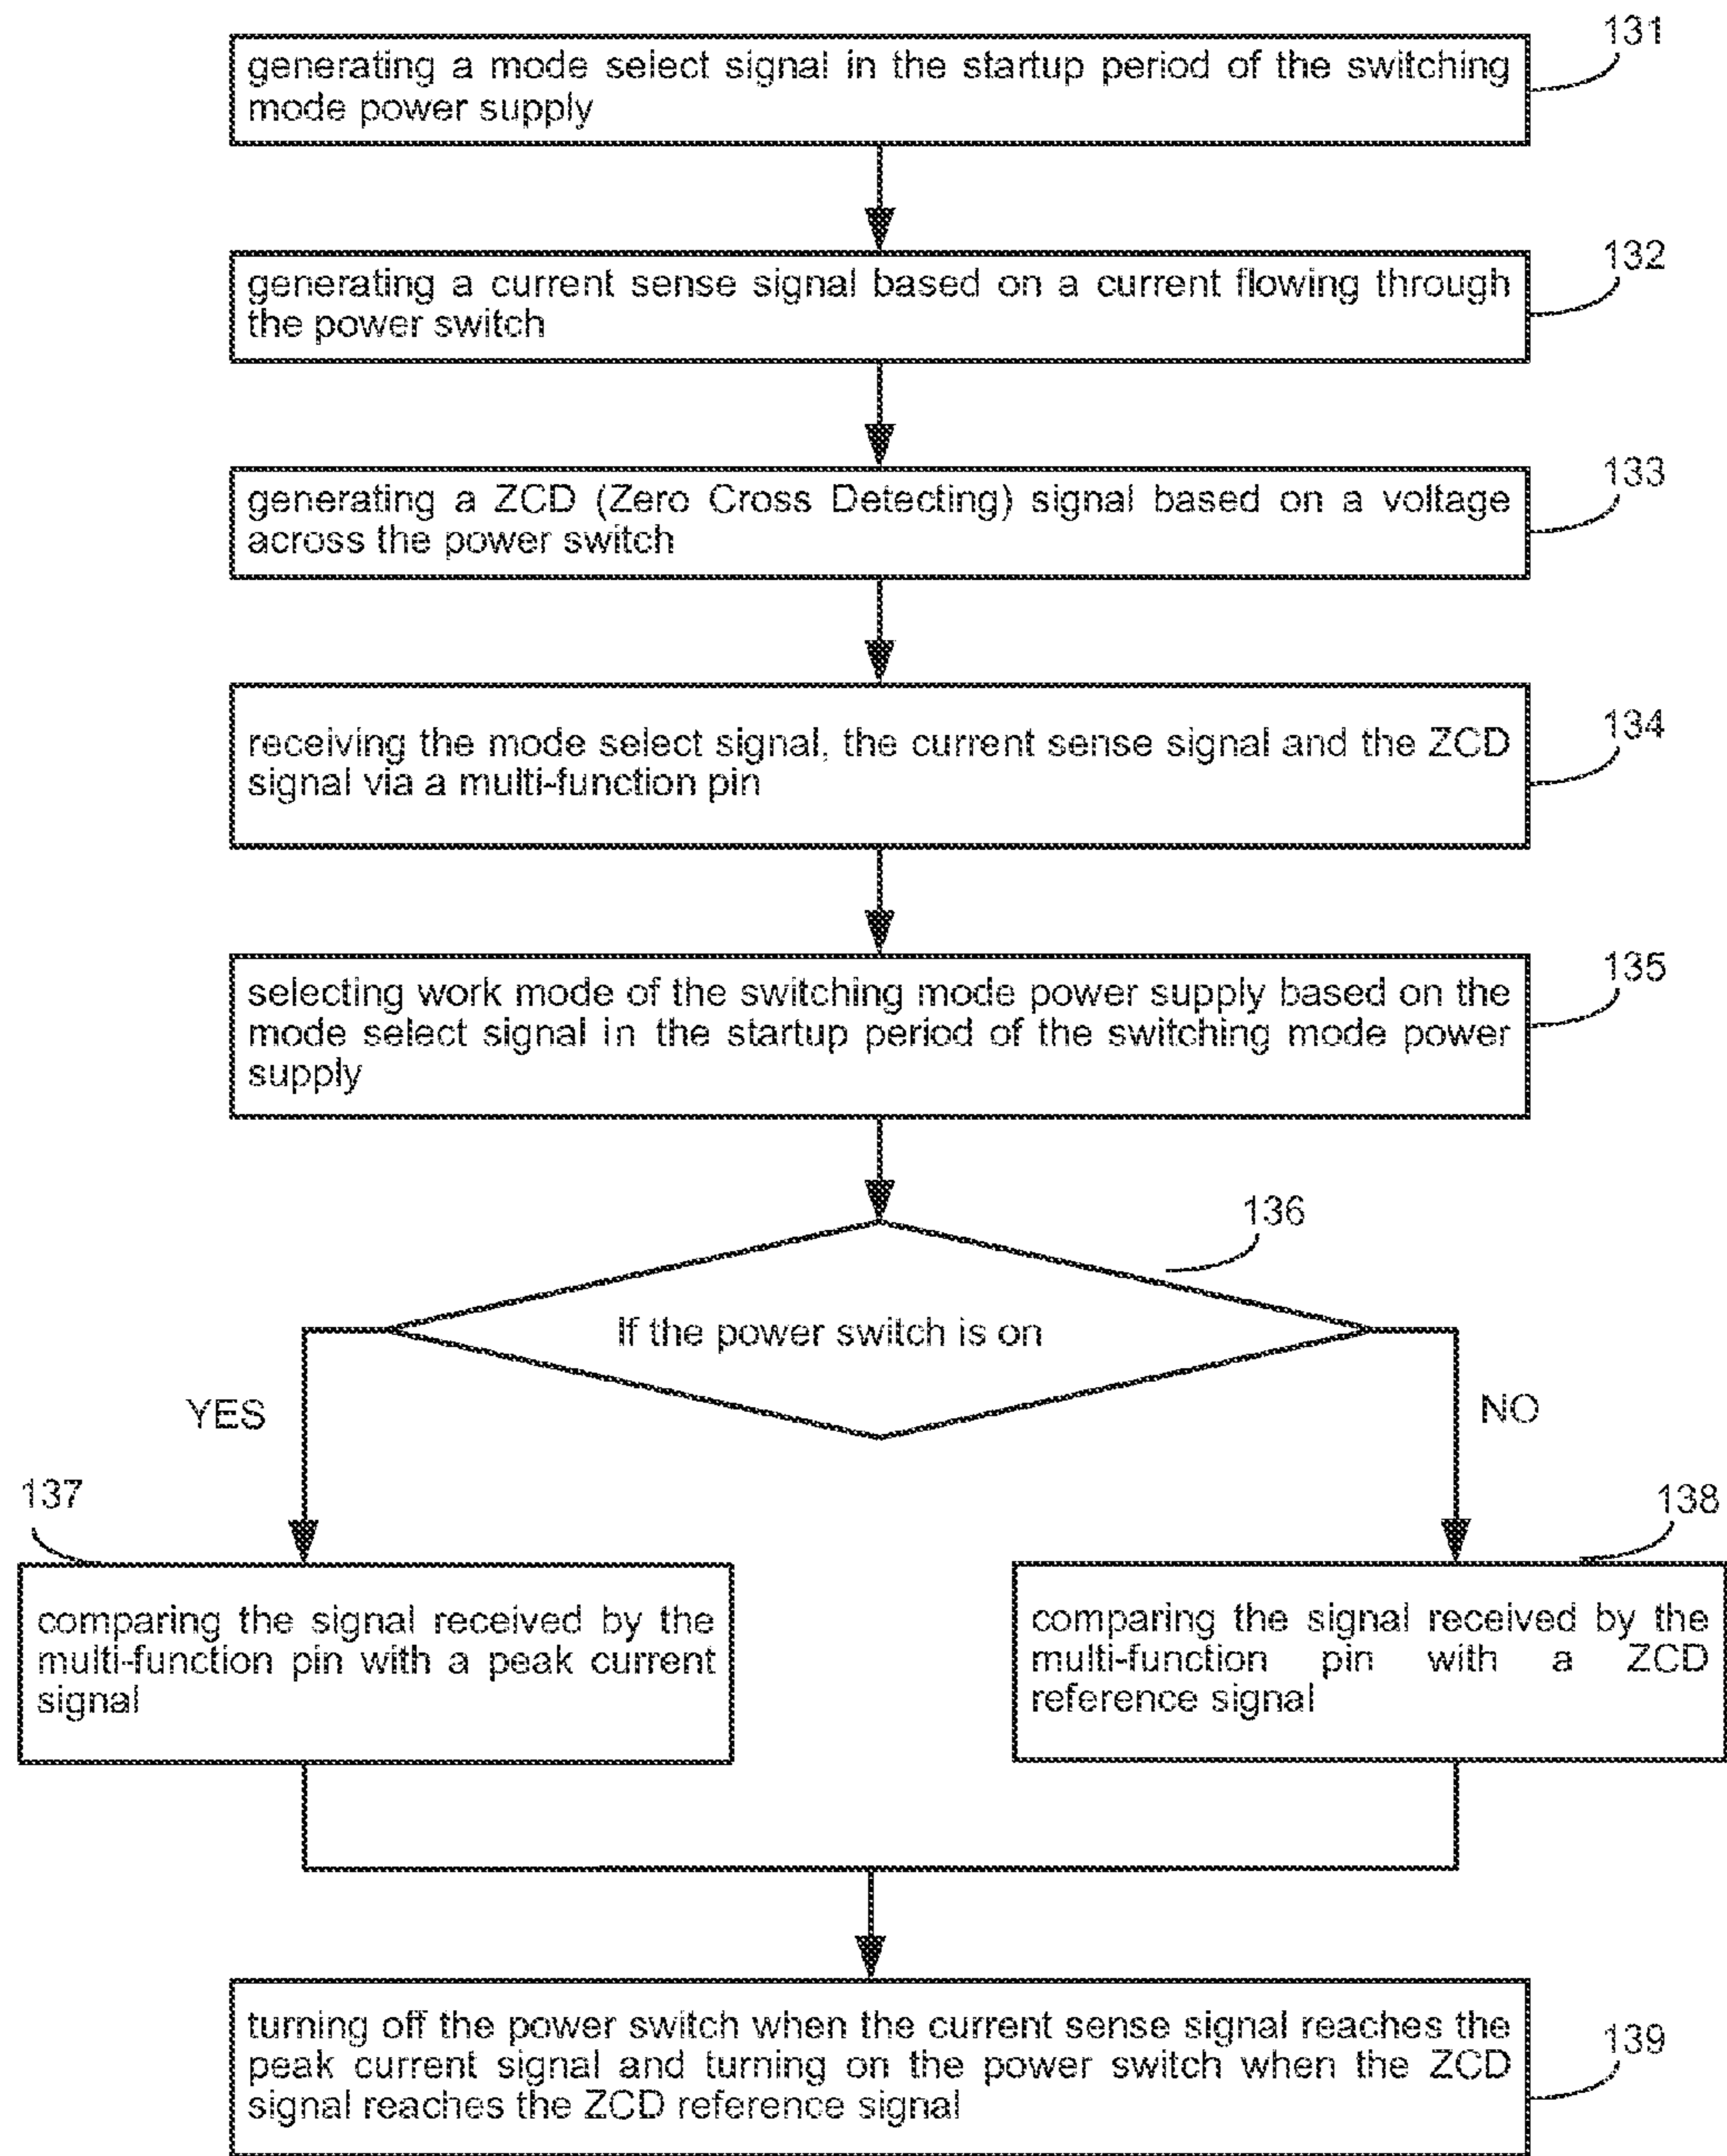 131
generating a mode select signal in the startup period of the switching
mode power supply
132
generating a current sense signal based on a current flowing through
the power switch
133
generating a ZCD (Zero Cross Detecting) signal based on a voltage
across the power switch
134
receiving the mode select signal, the current sense signal and the ZCD
signal via a multi-function pin
135
selecting work mode of the switching mode power supply based on the
mode select signal in the startup period of the switching mode power
supply
136
If the power switch is on
YES
NO
137
138
comparing the signal received by the
multi-function pin with a peak current
signal
comparing the signal received by the
multi-function pin with a ZCD
reference signal
turning off the power switch when the current sense signal reaches the
peak current signal and turning on the power switch when the ZCD
signal reaches the ZCD reference signal
139